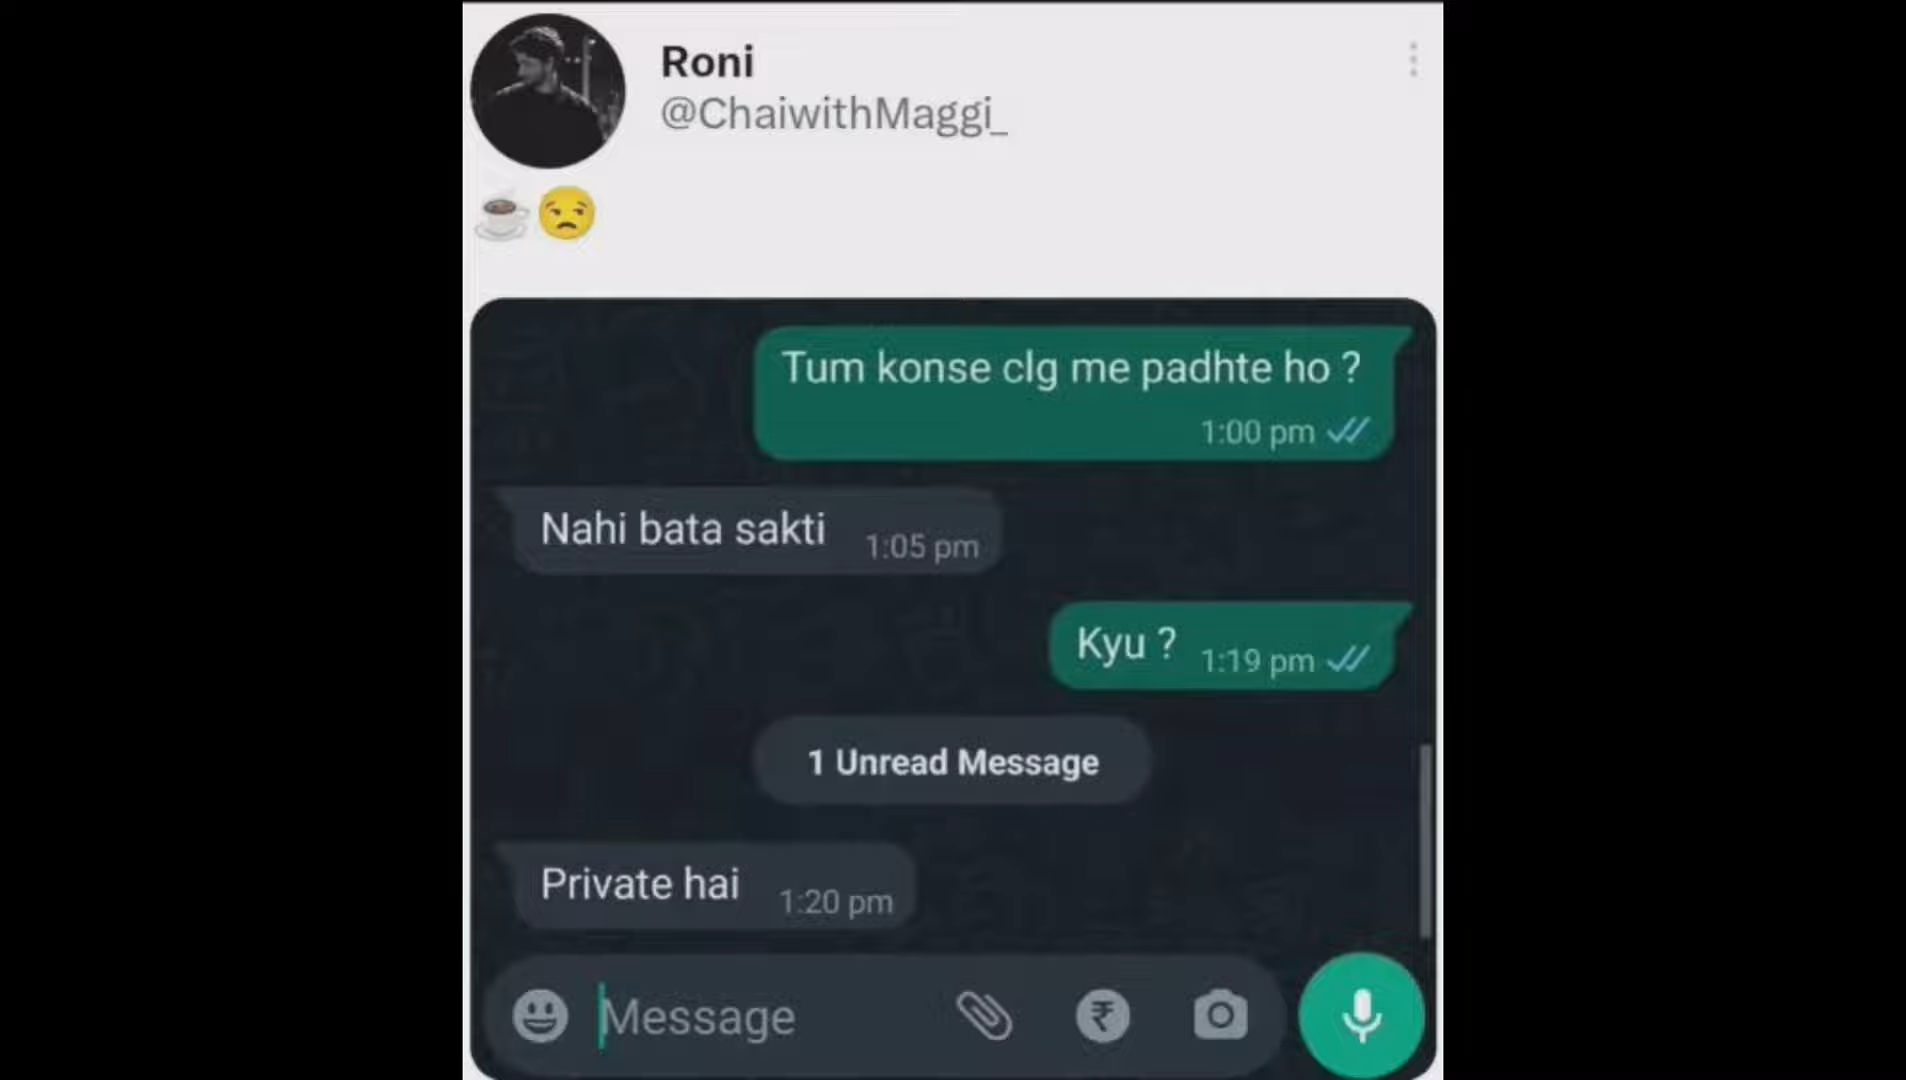 Roni
@ChaiwithMaggi_
☕😒
Tum konse clg me padhte ho ?
1:00 pm
Nahi bata sakti 1:05 pm
Kyu ? 1:19 pm
1 Unread Message
Private hai 1:20 pm
Message